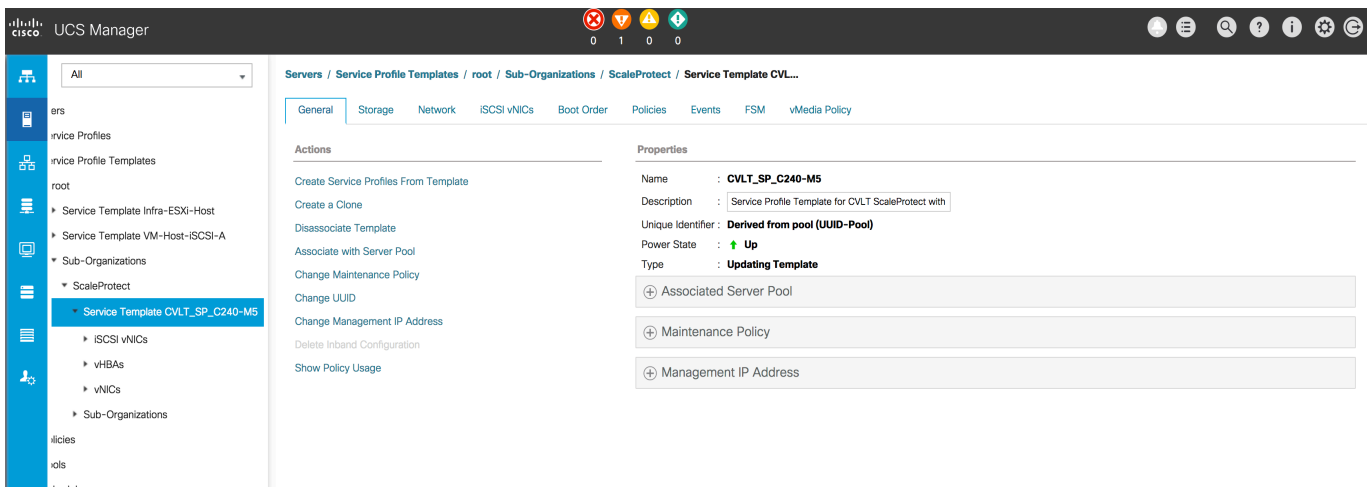 cisco UCS Manager
0 1 0 0
All
Servers / Service Profile Templates / root / Sub-Organizations / ScaleProtect / Service Template CVL...
General Storage Network iSCSI vNICs Boot Order Policies Events FSM vMedia Policy
ers
rvice Profiles
rvice Profile Templates
root
Service Template Infra-ESXi-Host
Service Template VM-Host-iSCSI-A
Sub-Organizations
ScaleProtect
Service Template CVLT_SP_C240-M5
iSCSI vNICs
vHBAs
vNICs
Sub-Organizations
licies
ols
Actions
Create Service Profiles From Template
Create a Clone
Disassociate Template
Associate with Server Pool
Change Maintenance Policy
Change UUID
Change Management IP Address
Delete Inband Configuration
Show Policy Usage
Properties
Name : CVLT_SP_C240-M5
Description : Service Profile Template for CVLT ScaleProtect with
Unique Identifier : Derived from pool (UUID-Pool)
Power State : Up
Type : Updating Template
Associated Server Pool
Maintenance Policy
Management IP Address